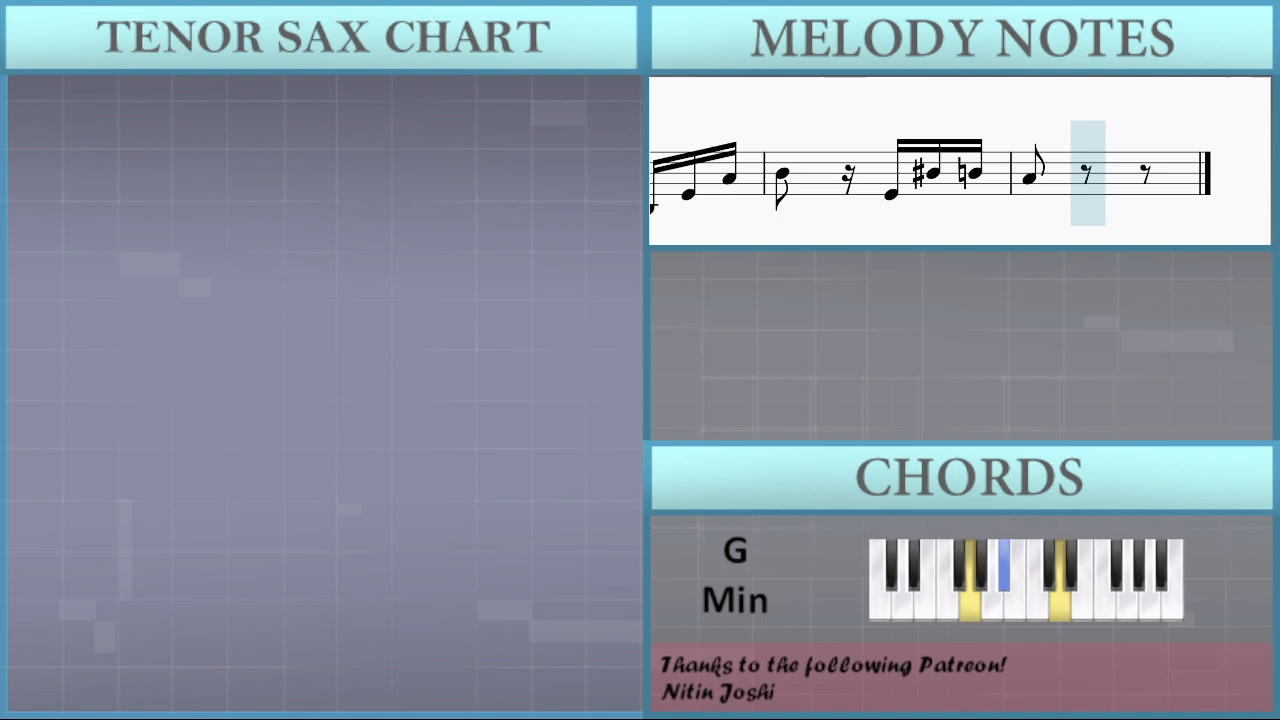 TENOR SAX CHART
MELODY NOTES
CHORDS
G
Min
Thanks to the following Patreon!
Nitin Joshi